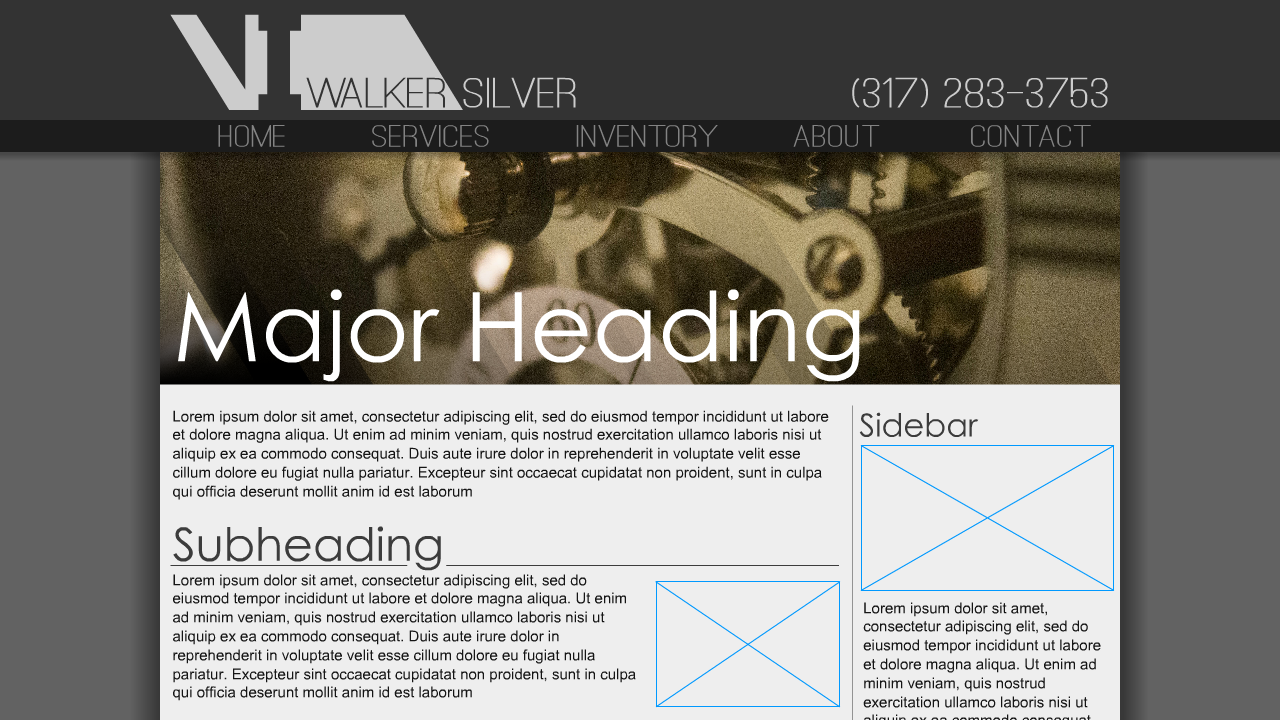 WALKER SILVER
(317) 283-3753
HOME SERVICES INVENTORY ABOUT CONTACT
Major Heading
Lorem ipsum dolor sit amet, consectetur adipiscing elit, sed do eiusmod tempor incididunt ut labore
et dolore magna aliqua. Ut enim ad minim veniam, quis nostrud exercitation ullamco laboris nisi ut
aliquip ex ea commodo consequat. Duis aute irure dolor in reprehenderit in voluptate velit esse
cillum dolore eu fugiat nulla pariatur. Excepteur sint occaecat cupidatat non proident, sunt in culpa
qui officia deserunt mollit anim id est laborum
Subheading
Lorem ipsum dolor sit amet, consectetur adipiscing elit, sed do
eiusmod tempor incididunt ut labore et dolore magna aliqua. Ut enim
ad minim veniam, quis nostrud exercitation ullamco laboris nisi ut
aliquip ex ea commodo consequat. Duis aute irure dolor in
reprehenderit in voluptate velit esse cillum dolore eu fugiat nulla
pariatur. Excepteur sint occaecat cupidatat non proident, sunt in culpa
qui officia deserunt mollit anim id est laborum
Sidebar
Lorem ipsum dolor sit amet,
consectetur adipiscing elit, sed do
eiusmod tempor incididunt ut labore
et dolore magna aliqua. Ut enim ad
minim veniam, quis nostrud
exercitation ullamco laboris nisi ut
aliquip ex ea commodo consequat.